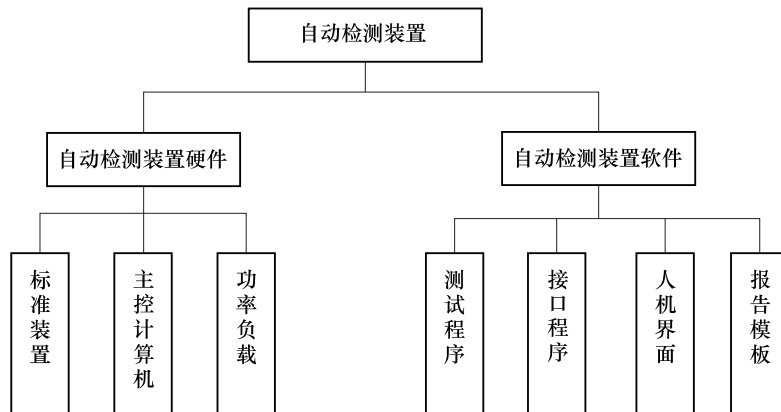 自动检测装置
自动检测装置硬件
自动检测装置软件
标准装置
主控计算机
功率负载
测试程序
接口程序
人机界面
报告模板